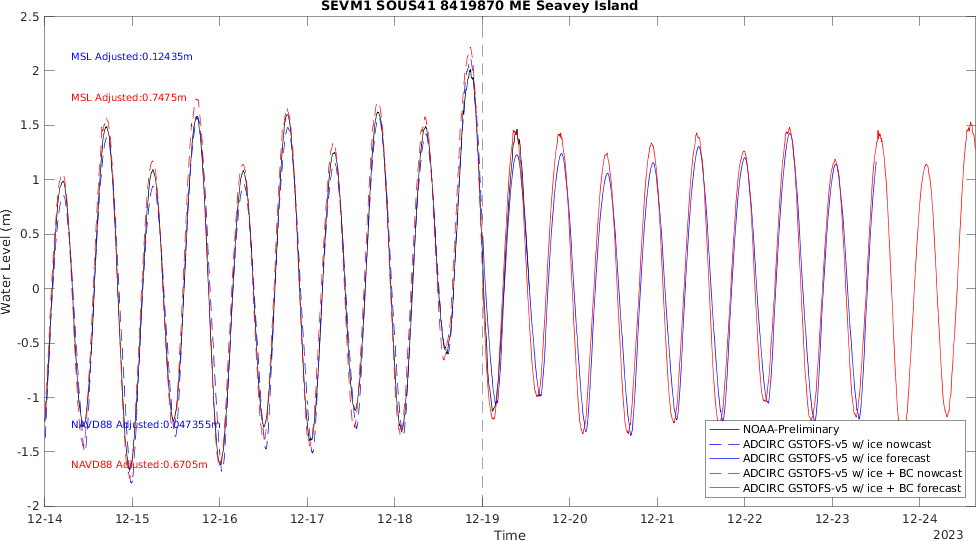 SEVM1 SOUS41 8419870 ME Seavey Island
2.5
2
1.5
1
0.5
0
-0.5
-1
-1.5
-2
Water Level (m)
MSL Adjusted:0.12435m
MSL Adjusted:0.7475m
NAVD88 Adjusted:0.047355m
NAVD88 Adjusted:0.6705m
NOAA-Preliminary
ADCIRC GSTOFS-v5 w/ ice nowcast
ADCIRC GSTOFS-v5 w/ ice forecast
ADCIRC GSTOFS-v5 w/ ice + BC nowcast
ADCIRC GSTOFS-v5 w/ ice + BC forecast
12-14 12-15 12-16 12-17 12-18 12-19 12-20 12-21 12-22 12-23 12-24
Time
2023